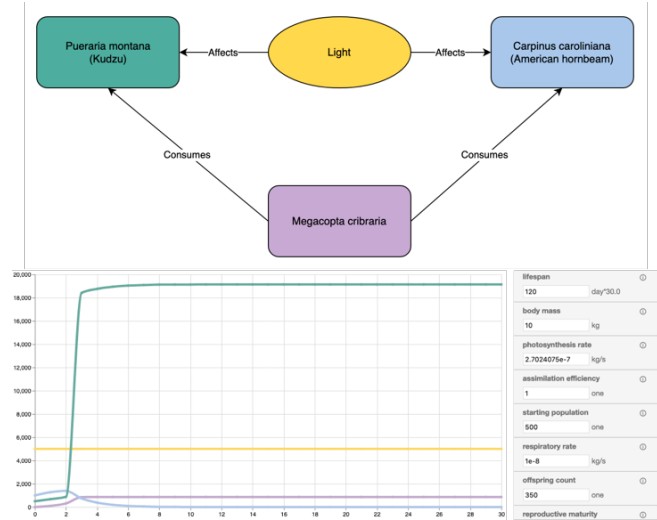 Pueraria montana
(Kudzu)
Affects
Light
Affects
Carpinus caroliniana
(American hornbeam)
Consumes
Consumes
Megacopta cribraria
20,000
18,000
16,000
14,000
12,000
10,000
8,000
6,000
4,000
2,000
0
0 2 4 6 8 10 12 14 16 18 20 22 24 26 28 30
lifespan
120 day*30.0
body mass
10 kg
photosynthesis rate
2.7024075e-7 kg/s
assimilation efficiency
1 one
starting population
500 one
respiratory rate
1e-8 kg/s
offspring count
350 one
reproductive maturity